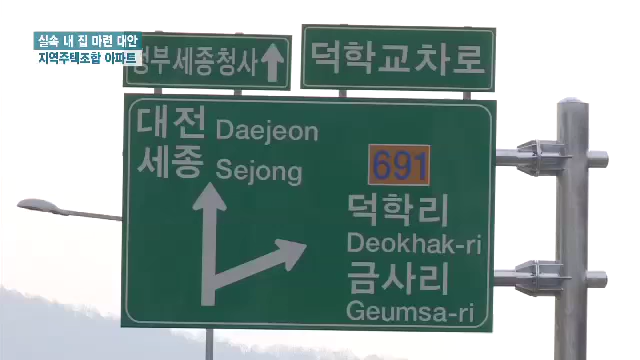 실속 내 집 마련 대안
지역주택조합 아파트
정부세종청사
덕학교차로
대전 Daejeon
세종 Sejong
691
덕학리
Deokhak-ri
금사리
Geumsa-ri